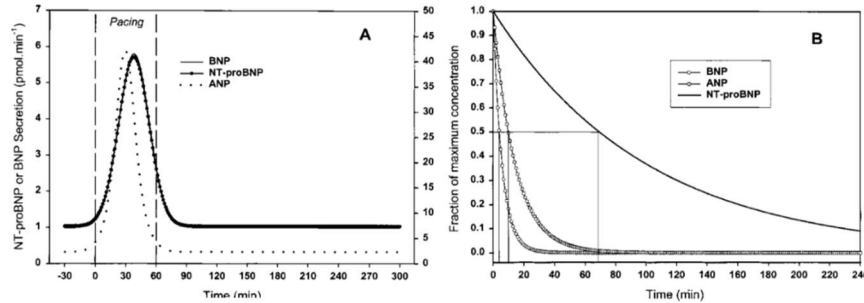 Pacing
A
BNP
NT-proBNP
ANP
NT-proBNP or BNP Secretion (pmol.min⁻¹)
7
6
5
4
3
2
1
0
50
45
40
35
30
25
20
15
10
5
0
-30 0 30 60 90 120 150 180 210 240 270 300
Time (min)
B
BNP
ANP
NT-proBNP
Fraction of maximum concentration
1.0
0.9
0.8
0.7
0.6
0.5
0.4
0.3
0.2
0.1
0.0
0 20 40 60 80 100 120 140 160 180 200 220 240
Time (min)